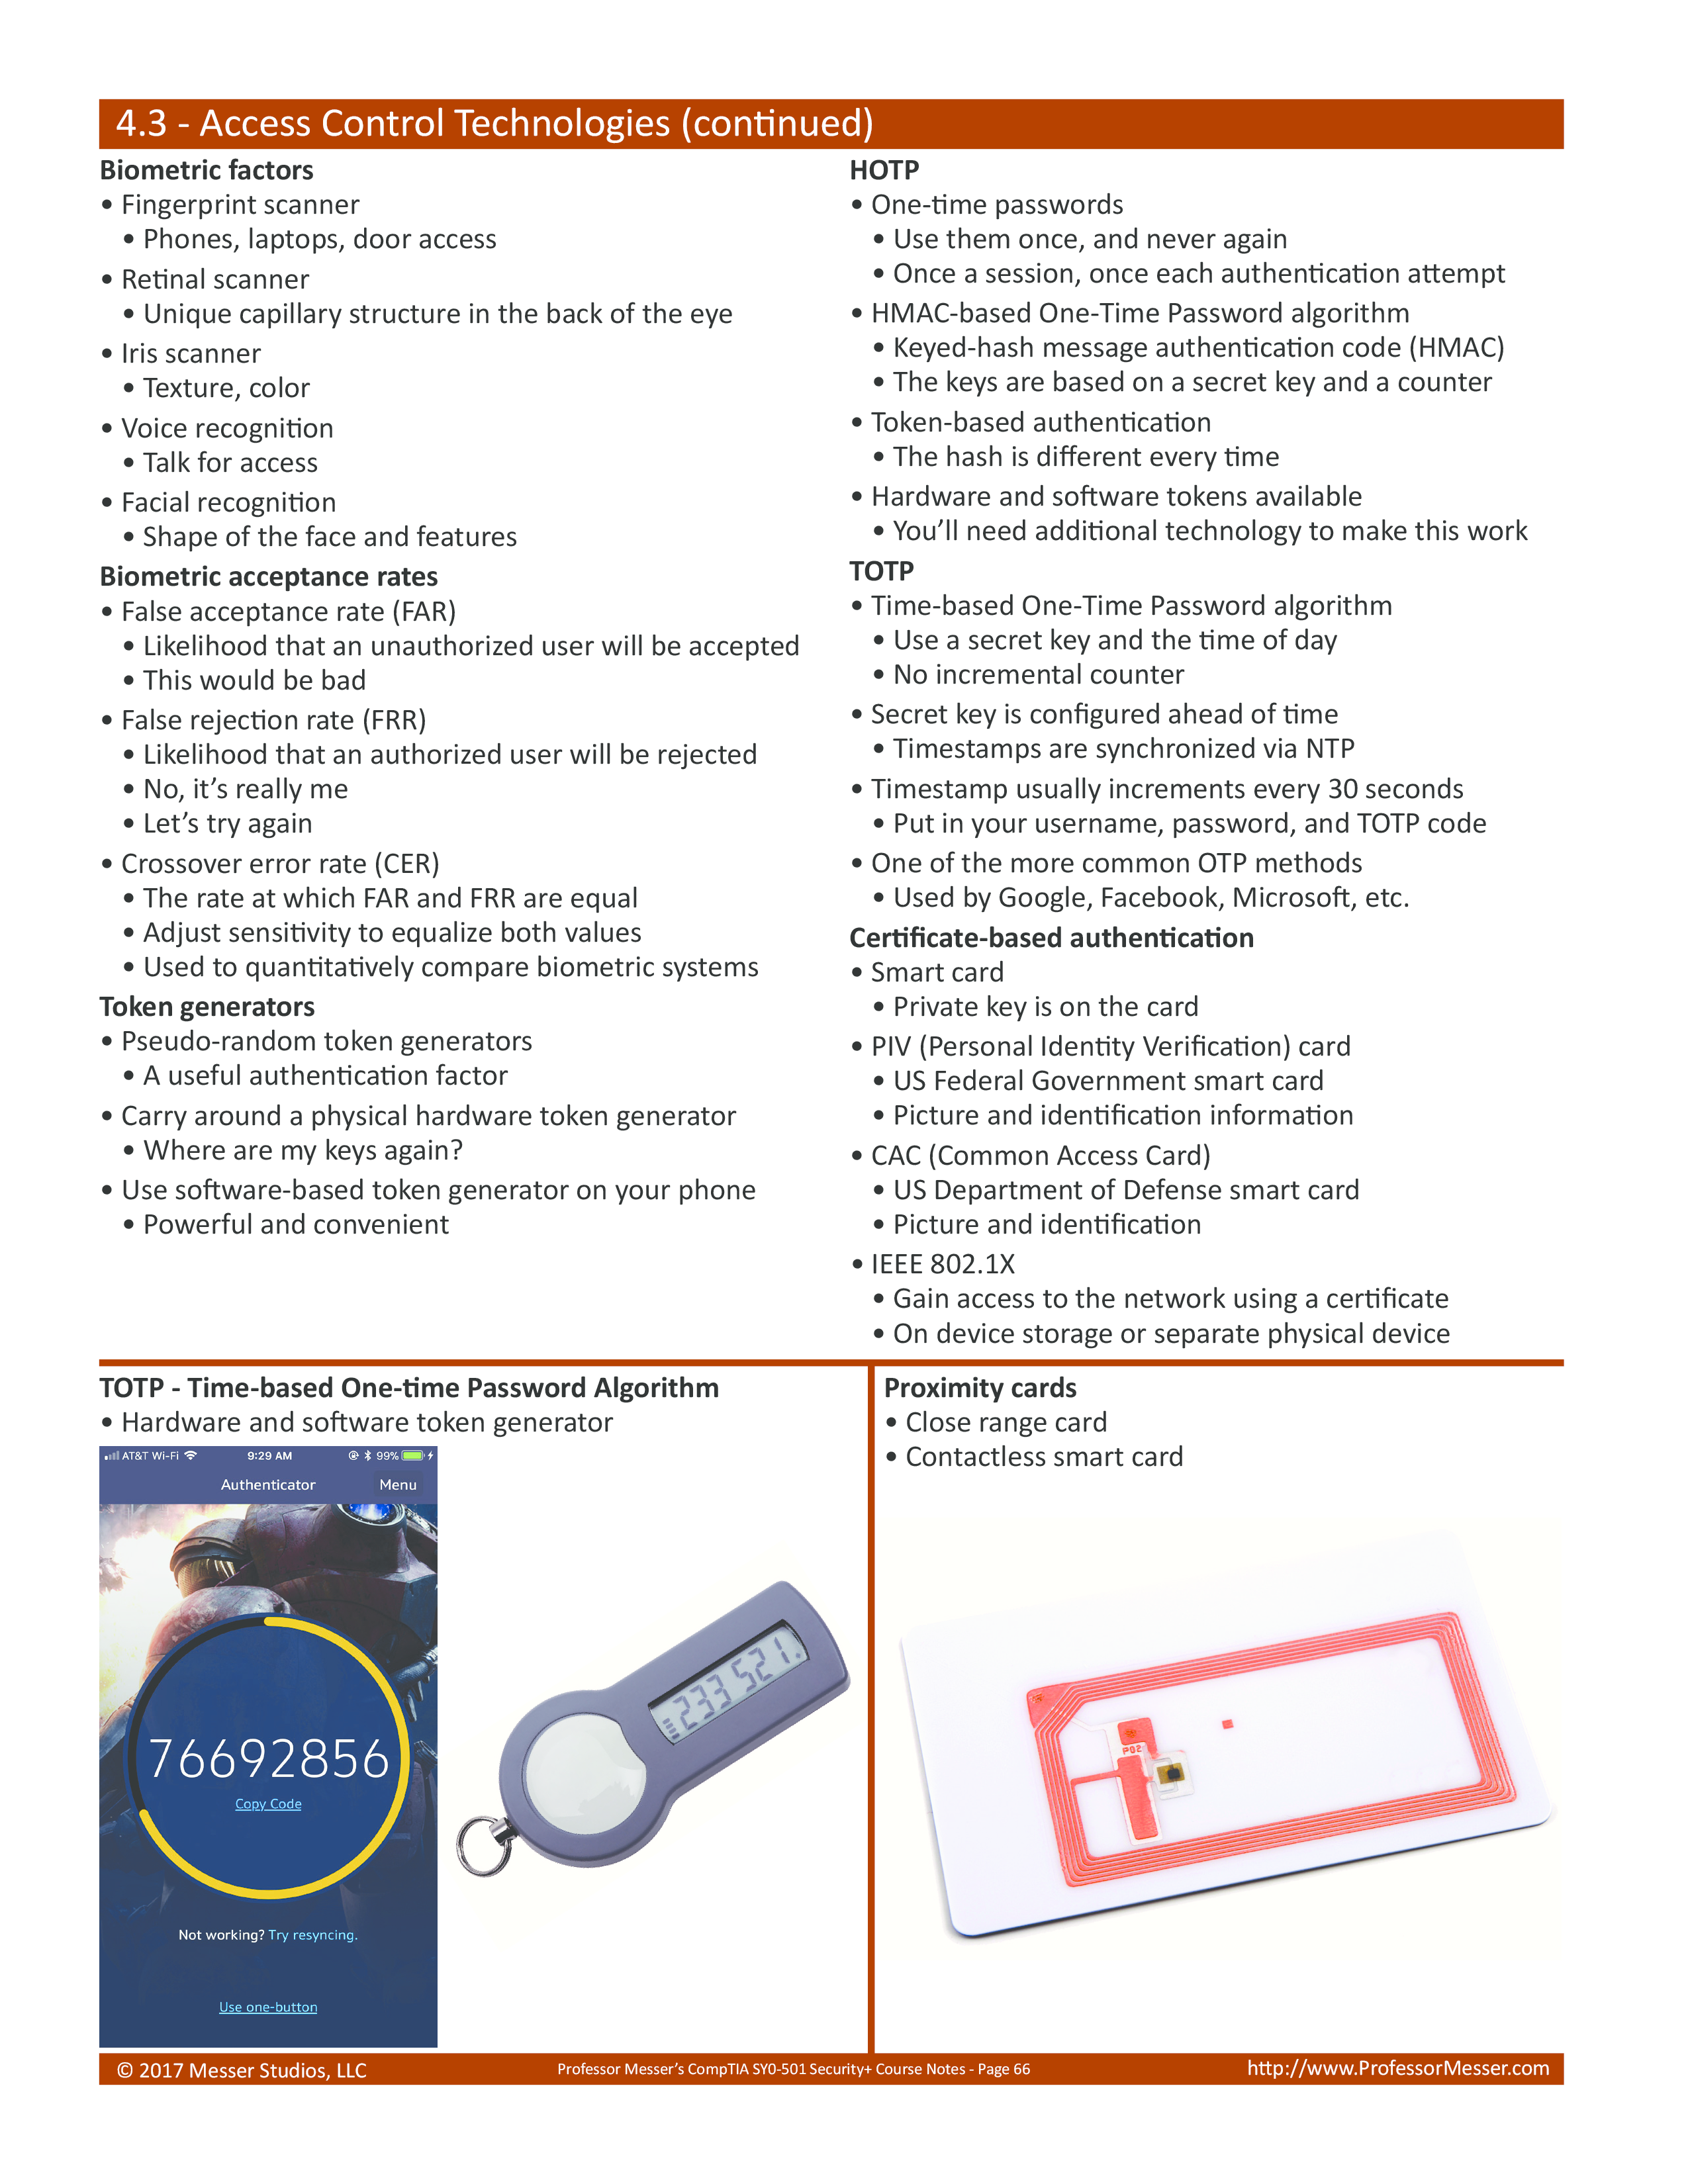 4.3 - Access Control Technologies (continued)
Biometric factors
• Fingerprint scanner
• Phones, laptops, door access
• Retinal scanner
• Unique capillary structure in the back of the eye
• Iris scanner
• Texture, color
• Voice recognition
• Talk for access
• Facial recognition
• Shape of the face and features
Biometric acceptance rates
• False acceptance rate (FAR)
• Likelihood that an unauthorized user will be accepted
• This would be bad
• False rejection rate (FRR)
• Likelihood that an authorized user will be rejected
• No, it’s really me
• Let’s try again
• Crossover error rate (CER)
• The rate at which FAR and FRR are equal
• Adjust sensitivity to equalize both values
• Used to quantitatively compare biometric systems
Token generators
• Pseudo-random token generators
• A useful authentication factor
• Carry around a physical hardware token generator
• Where are my keys again?
• Use software-based token generator on your phone
• Powerful and convenient
HOTP
• One-time passwords
• Use them once, and never again
• Once a session, once each authentication attempt
• HMAC-based One-Time Password algorithm
• Keyed-hash message authentication code (HMAC)
• The keys are based on a secret key and a counter
• Token-based authentication
• The hash is different every time
• Hardware and software tokens available
• You’ll need additional technology to make this work
TOTP
• Time-based One-Time Password algorithm
• Use a secret key and the time of day
• No incremental counter
• Secret key is configured ahead of time
• Timestamps are synchronized via NTP
• Timestamp usually increments every 30 seconds
• Put in your username, password, and TOTP code
• One of the more common OTP methods
• Used by Google, Facebook, Microsoft, etc.
Certificate-based authentication
• Smart card
• Private key is on the card
• PIV (Personal Identity Verification) card
• US Federal Government smart card
• Picture and identification information
• CAC (Common Access Card)
• US Department of Defense smart card
• Picture and identification
• IEEE 802.1X
• Gain access to the network using a certificate
• On device storage or separate physical device
TOTP - Time-based One-time Password Algorithm
• Hardware and software token generator
AT&T Wi-Fi 9:29 AM 99%
Authenticator Menu
76692856
Copy Code
Not working? Try resyncing.
Use one-button
233 521.
Proximity cards
• Close range card
• Contactless smart card
P02
© 2017 Messer Studios, LLC
Professor Messer’s CompTIA SY0-501 Security+ Course Notes - Page 66
http://www.ProfessorMesser.com